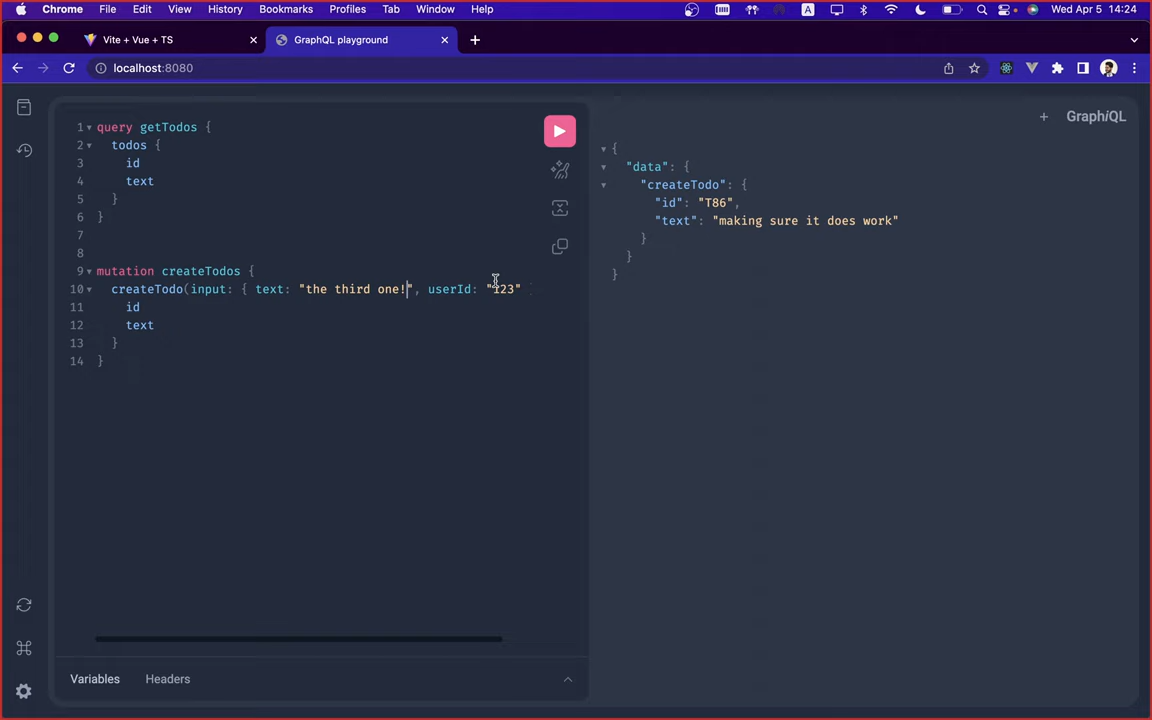 Chrome File Edit View History Bookmarks Profiles Tab Window Help A Wed Apr 5 14:24
Vite + Vue + TS GraphQL playground
localhost:8080
GraphiQL
1 query getTodos {
2 todos {
3 id
4 text
5 }
6 }
7
8
9 mutation createTodos {
10 createTodo(input: { text: "the third one!", userId: "123"
11 id
12 text
13 }
14 }
{
"data": {
"createTodo": {
"id": "T86",
"text": "making sure it does work"
}
}
}
Variables Headers